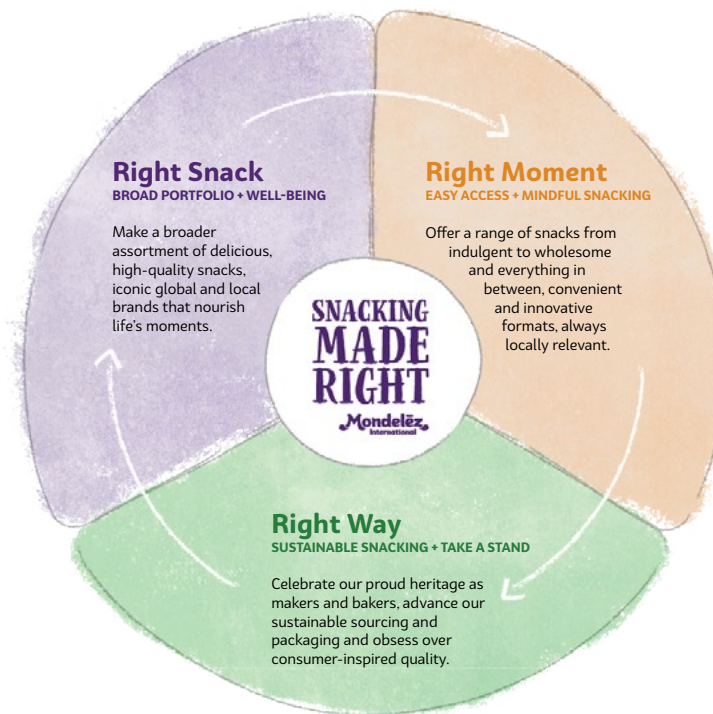 Right Snack
BROAD PORTFOLIO + WELL-BEING
Make a broader
assortment of delicious,
high-quality snacks,
iconic global and local
brands that nourish
life's moments.
Right Moment
EASY ACCESS + MINDFUL SNACKING
Offer a range of snacks from
indulgent to wholesome
and everything in
between, convenient
and innovative
formats, always
locally relevant.
SNACKING
MADE
RIGHT
Mondelēz
International
Right Way
SUSTAINABLE SNACKING + TAKE A STAND
Celebrate our proud heritage as
makers and bakers, advance our
sustainable sourcing and
packaging and obsess over
consumer-inspired quality.